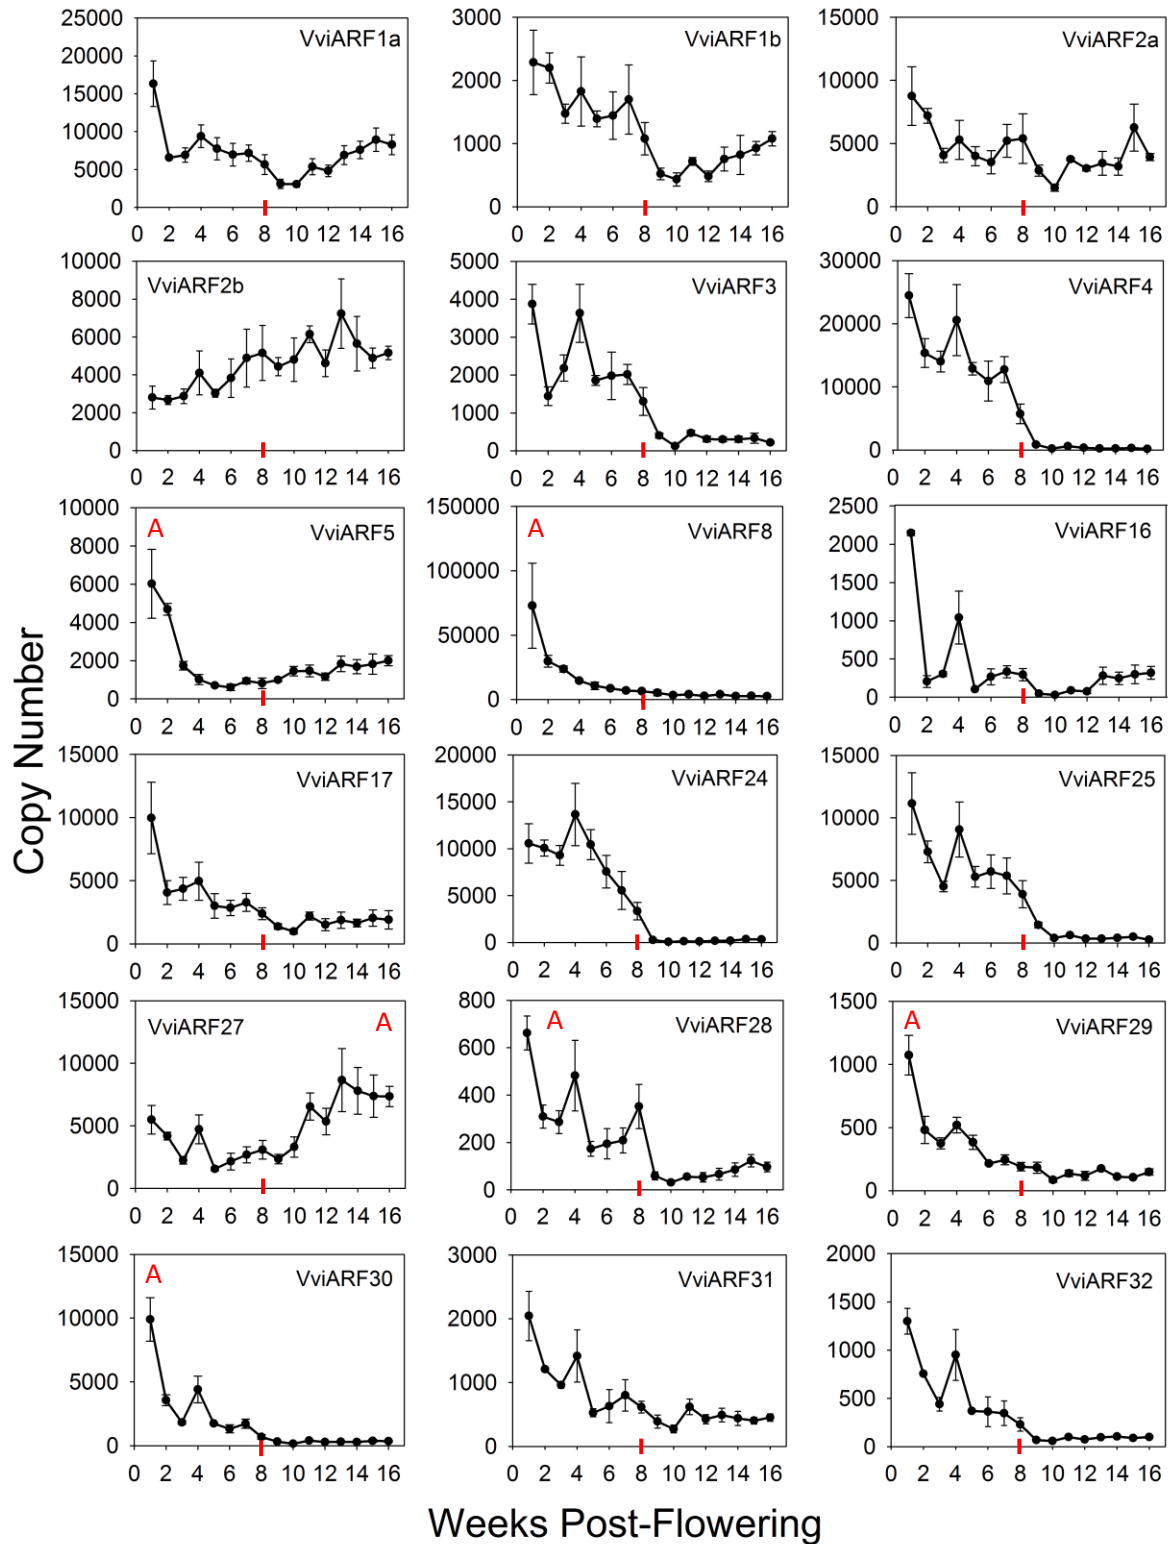 Copy Number
VviARF1a
25000
20000
15000
10000
5000
0
0 2 4 6 8 10 12 14 16
VviARF1b
3000
2000
1000
0
0 2 4 6 8 10 12 14 16
VviARF2a
15000
10000
5000
0
0 2 4 6 8 10 12 14 16
VviARF2b
10000
8000
6000
4000
2000
0
0 2 4 6 8 10 12 14 16
VviARF3
5000
4000
3000
2000
1000
0
0 2 4 6 8 10 12 14 16
VviARF4
30000
20000
10000
0
0 2 4 6 8 10 12 14 16
A
VviARF5
10000
8000
6000
4000
2000
0
0 2 4 6 8 10 12 14 16
A
VviARF8
150000
100000
50000
0
0 2 4 6 8 10 12 14 16
VviARF16
2500
2000
1500
1000
500
0
0 2 4 6 8 10 12 14 16
VviARF17
15000
10000
5000
0
0 2 4 6 8 10 12 14 16
VviARF24
20000
15000
10000
5000
0
0 2 4 6 8 10 12 14 16
VviARF25
15000
10000
5000
0
0 2 4 6 8 10 12 14 16
VviARF27
A
15000
10000
5000
0
0 2 4 6 8 10 12 14 16
A
VviARF28
800
600
400
200
0
0 2 4 6 8 10 12 14 16
A
VviARF29
1500
1000
500
0
0 2 4 6 8 10 12 14 16
A
VviARF30
15000
10000
5000
0
0 2 4 6 8 10 12 14 16
VviARF31
3000
2000
1000
0
0 2 4 6 8 10 12 14 16
VviARF32
2000
1500
1000
500
0
0 2 4 6 8 10 12 14 16
Weeks Post-Flowering